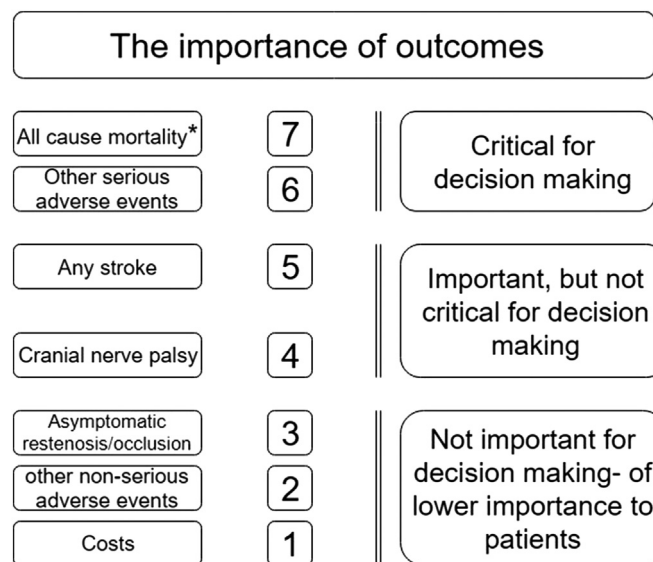 The importance of outcomes
All cause mortality*
7
Other serious
adverse events
6
Critical for
decision making
Any stroke
5
Cranial nerve palsy
4
Important, but not
critical for decision
making
Asymptomatic
restenosis/occlusion
3
other non-serious
adverse events
2
Costs
1
Not important for
decision making- of
lower importance to
patients